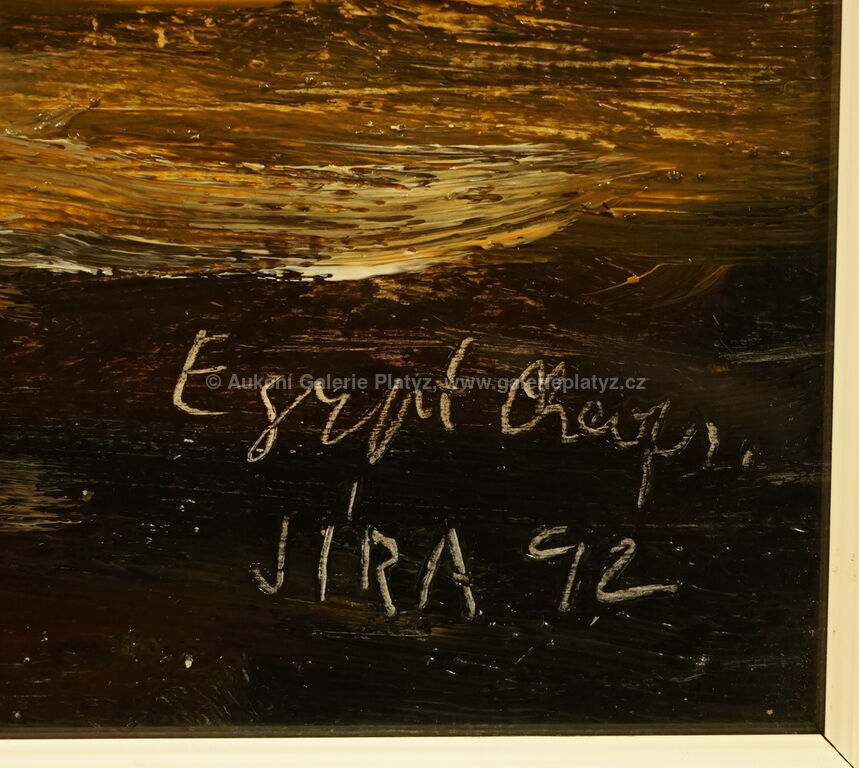 © Aukční Galerie Platýz, www.galerieplatyz.cz
Egypt Cheops.
JÍRA 92